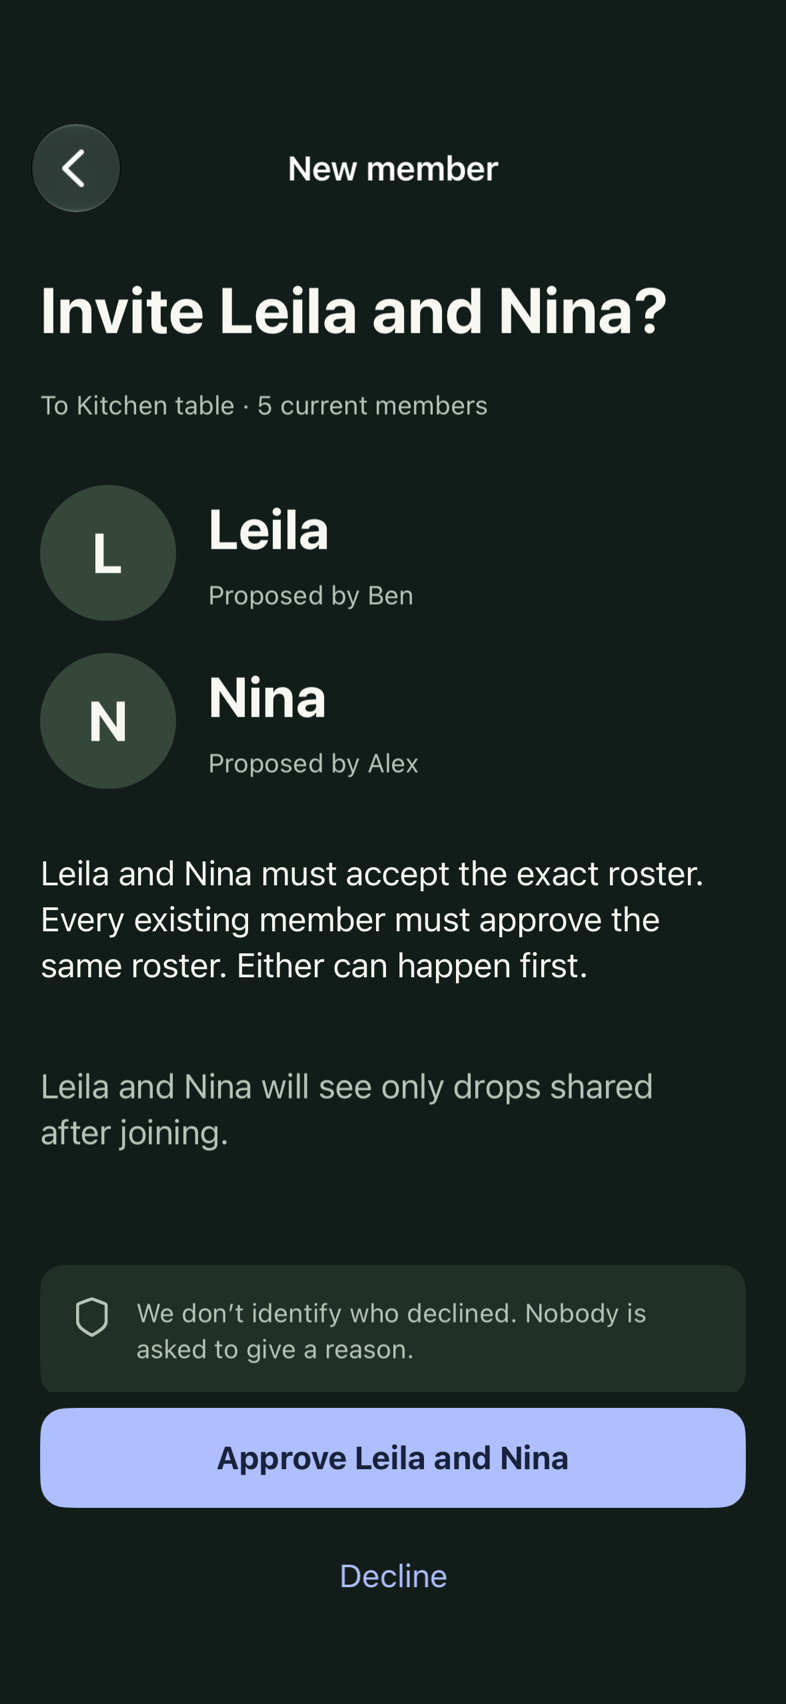 New member
Invite Leila and Nina?
To Kitchen table · 5 current members
L
Leila
Proposed by Ben
N
Nina
Proposed by Alex
Leila and Nina must accept the exact roster.
Every existing member must approve the
same roster. Either can happen first.
Leila and Nina will see only drops shared
after joining.
We don’t identify who declined. Nobody is
asked to give a reason.
Approve Leila and Nina
Decline